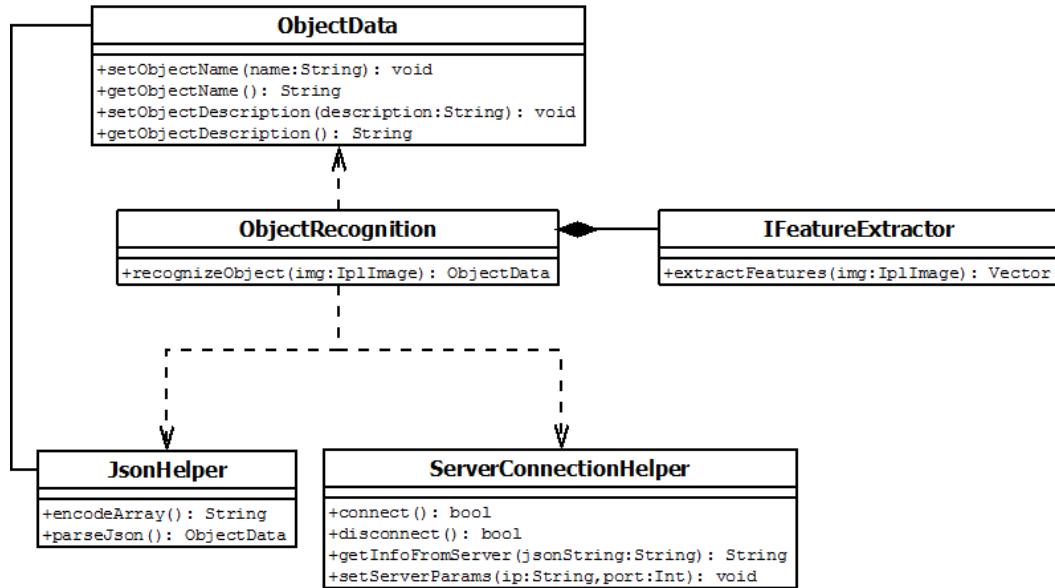 ObjectData
+setObjectName(name:String): void
+getObjectName(): String
+setObjectDescription(description:String): void
+getObjectDescription(): String
ObjectRecognition
+recognizeObject(img:IplImage): ObjectData
IFeatureExtractor
+extractFeatures(img:IplImage): Vector
JsonHelper
+encodeArray(): String
+parseJson(): ObjectData
ServerConnectionHelper
+connect(): bool
+disconnect(): bool
+getInfoFromServer(jsonString:String): String
+setServerParams(ip:String,port:Int): void